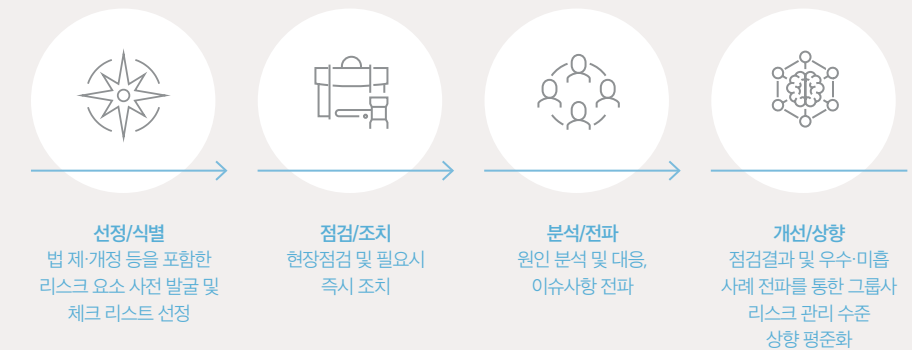 선정/식별
법 제·개정 등을 포함한
리스크 요소 사전 발굴 및
체크 리스트 선정
점검/조치
현장점검 및 필요시
즉시 조치
분석/전파
원인 분석 및 대응,
이슈사항 전파
개선/상향
점검결과 및 우수·미흡
사례 전파를 통한 그룹사
리스크 관리 수준
상향 평준화